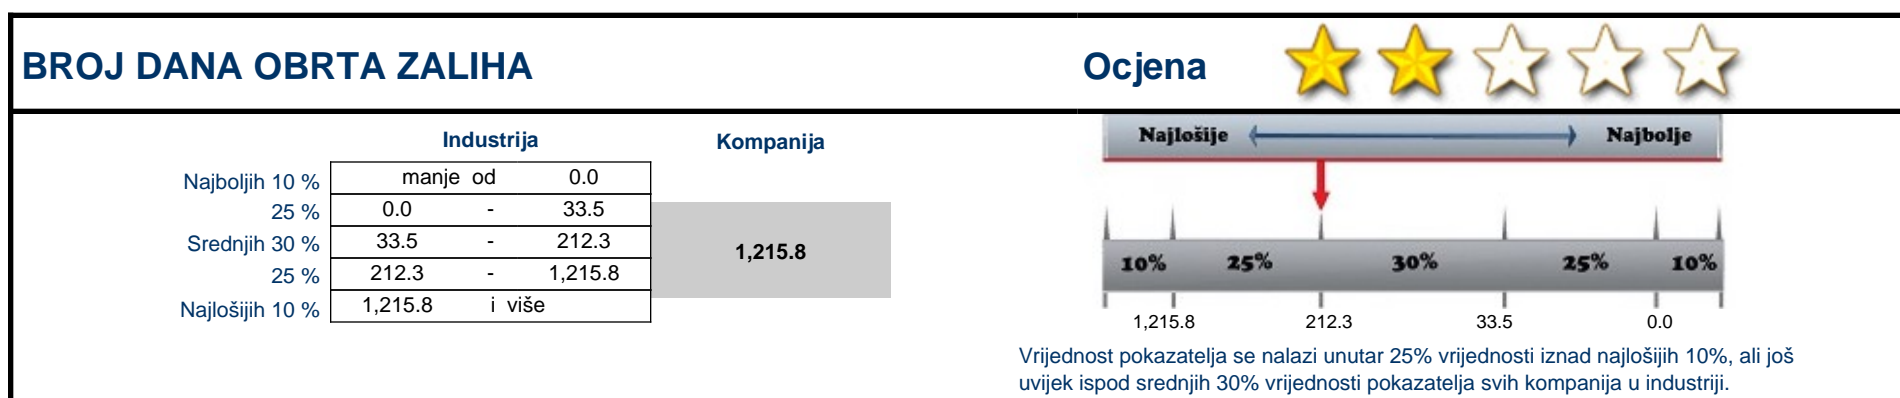 BROJ DANA OBRTA ZALIHA Ocjena
Industrija Kompanija
Najboljih 10 % manje od 0.0
25 % 0.0 - 33.5
Srednjih 30 % 33.5 - 212.3
25 % 212.3 - 1,215.8
Najlošijih 10 % 1,215.8 i više
1,215.8
Najlošije Najbolje
10% 25% 30% 25% 10%
1,215.8 212.3 33.5 0.0
Vrijednost pokazatelja se nalazi unutar 25% vrijednosti iznad najlošijih 10%, ali još
uvijek ispod srednjih 30% vrijednosti pokazatelja svih kompanija u industriji.